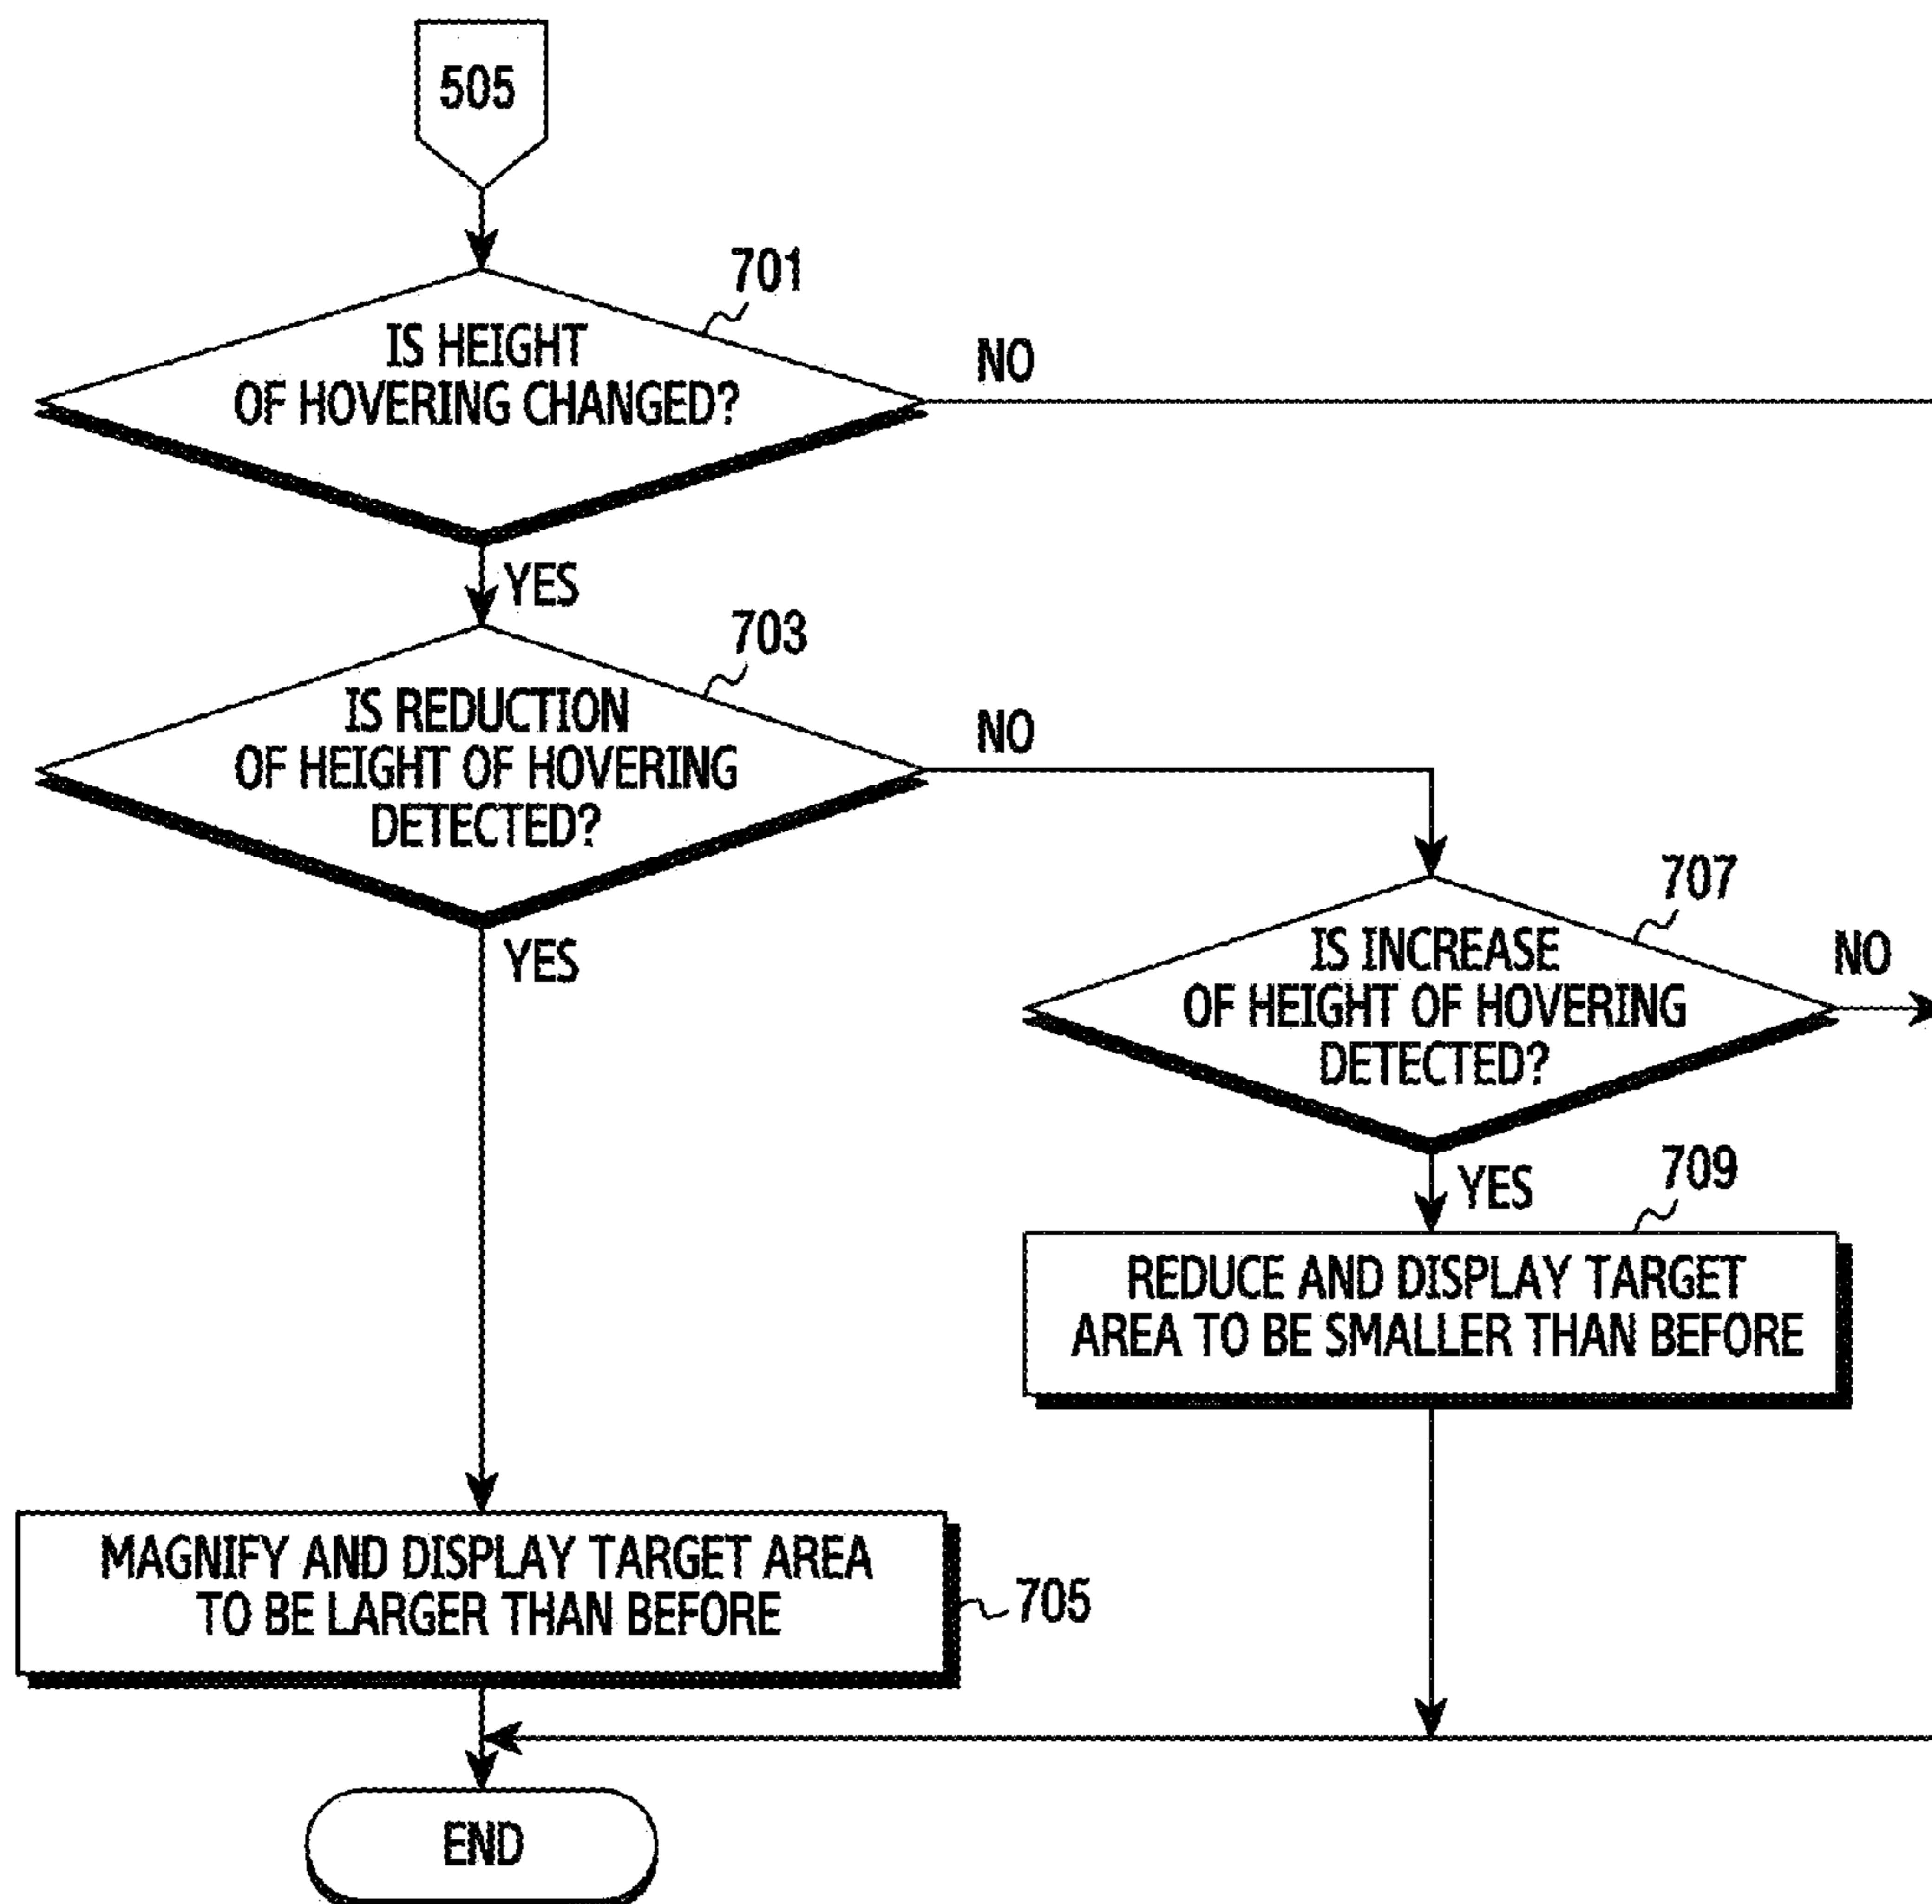 505
701
IS HEIGHT
OF HOVERING CHANGED?
NO
YES
703
IS REDUCTION
OF HEIGHT OF HOVERING
DETECTED?
NO
YES
707
IS INCREASE
OF HEIGHT OF HOVERING
DETECTED?
NO
YES
709
REDUCE AND DISPLAY TARGET
AREA TO BE SMALLER THAN BEFORE
MAGNIFY AND DISPLAY TARGET AREA
TO BE LARGER THAN BEFORE
705
END